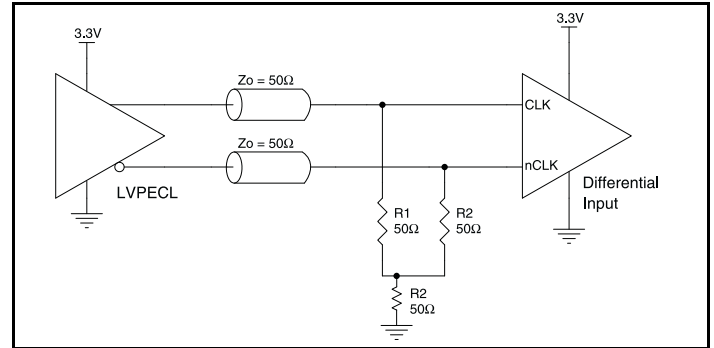 3.3V
3.3V
Zo = 50Ω
CLK
Zo = 50Ω
nCLK
LVPECL
Differential
Input
R1
50Ω
R2
50Ω
R2
50Ω